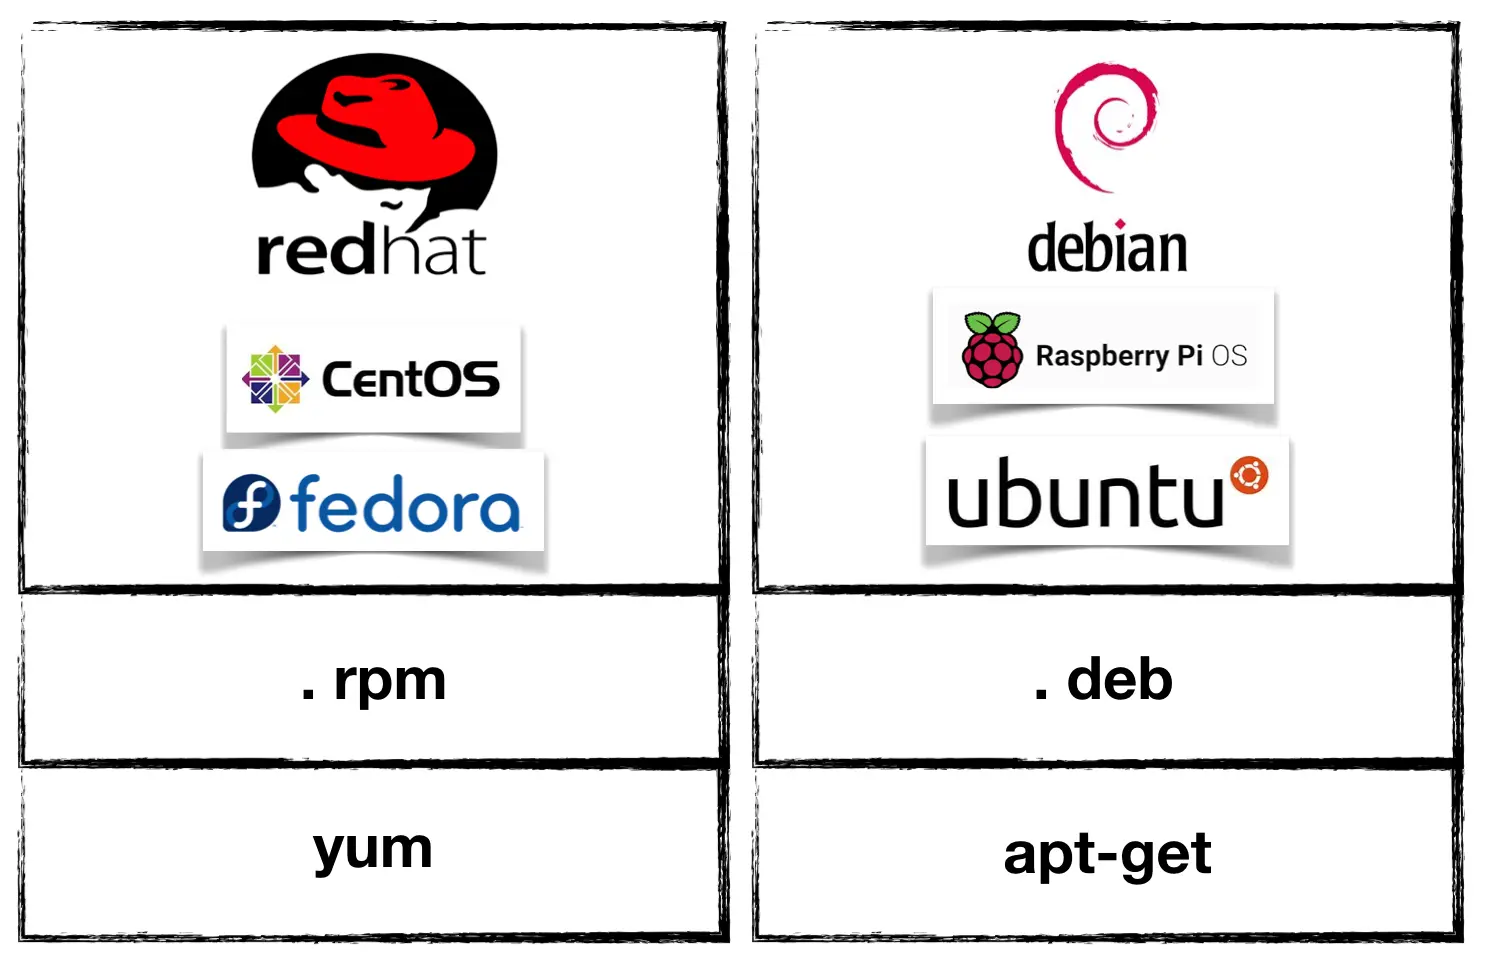 redhat
CentOS
fedora
. rpm
yum
debian
Raspberry Pi OS
ubuntu
. deb
apt-get